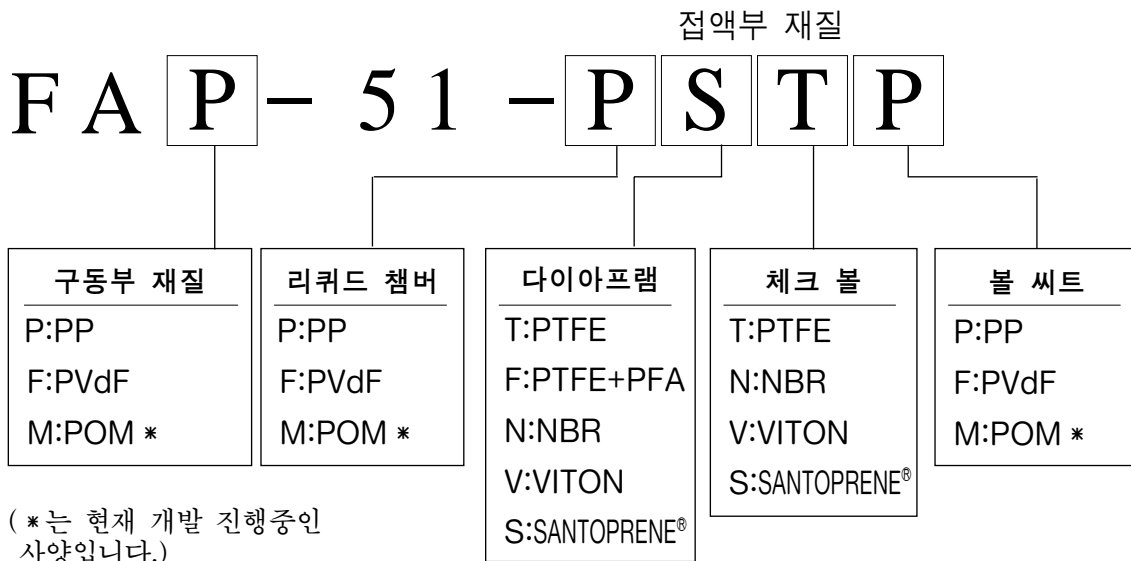 접액부 재질
FAP-51-PSTP
구동부 재질
P:PP
F:PVdF
M:POM *
리퀴드 챔버
P:PP
F:PVdF
M:POM *
다이아프램
T:PTFE
F:PTFE+PFA
N:NBR
V:VITON
S:SANTOPRENE®
체크 볼
T:PTFE
N:NBR
V:VITON
S:SANTOPRENE®
볼 씨트
P:PP
F:PVdF
M:POM *
( *는 현재 개발 진행중인
사양입니다.)